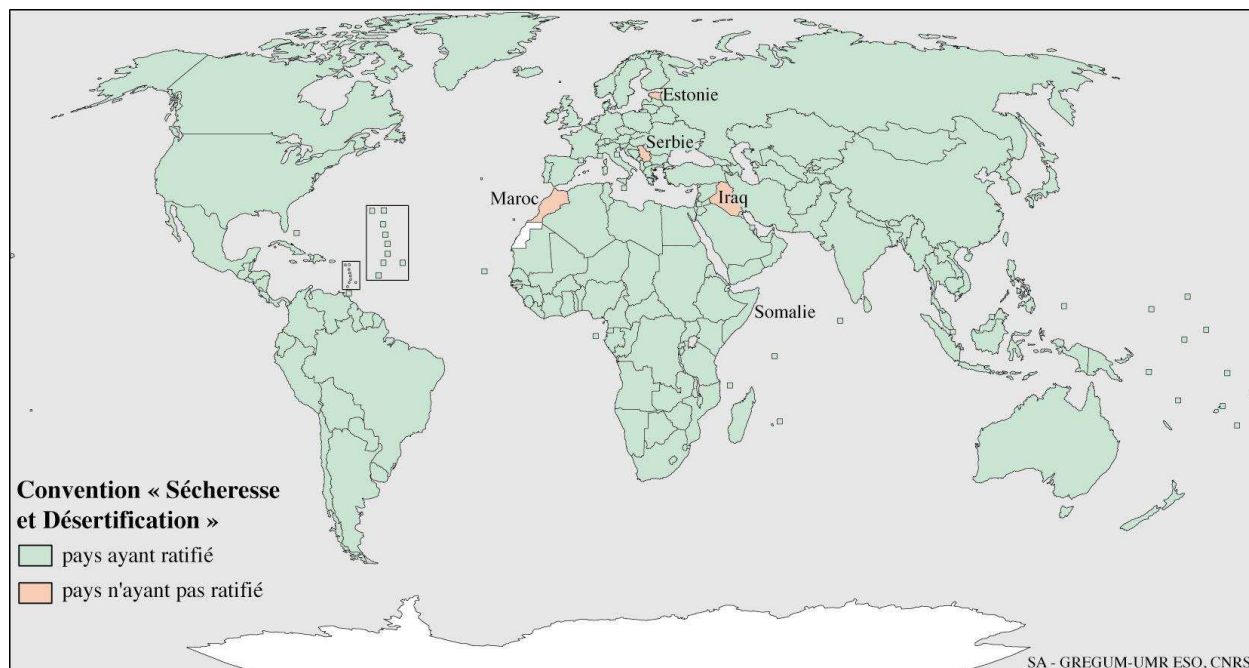 Estonie
Serbie
Maroc
Iraq
Somalie
Convention « Sécheresse
et Désertification »
pays ayant ratifié
pays n'ayant pas ratifié
SA - GREGUM-UMR ESO, CNRS